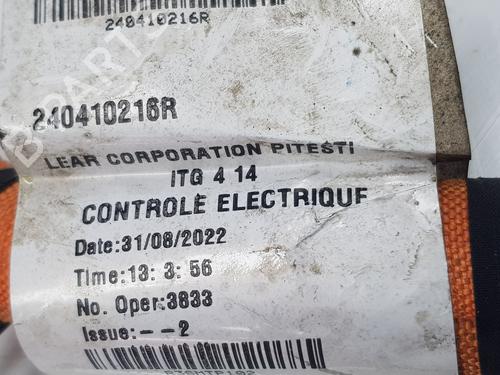 240410216R
240410216R
LEAR CORPORATION PITESTI
ITG 4 14
CONTROLE ELECTRIQUE
Date:31/08/2022
Time:13: 3: 56
No. Oper:3833
Issue:--2